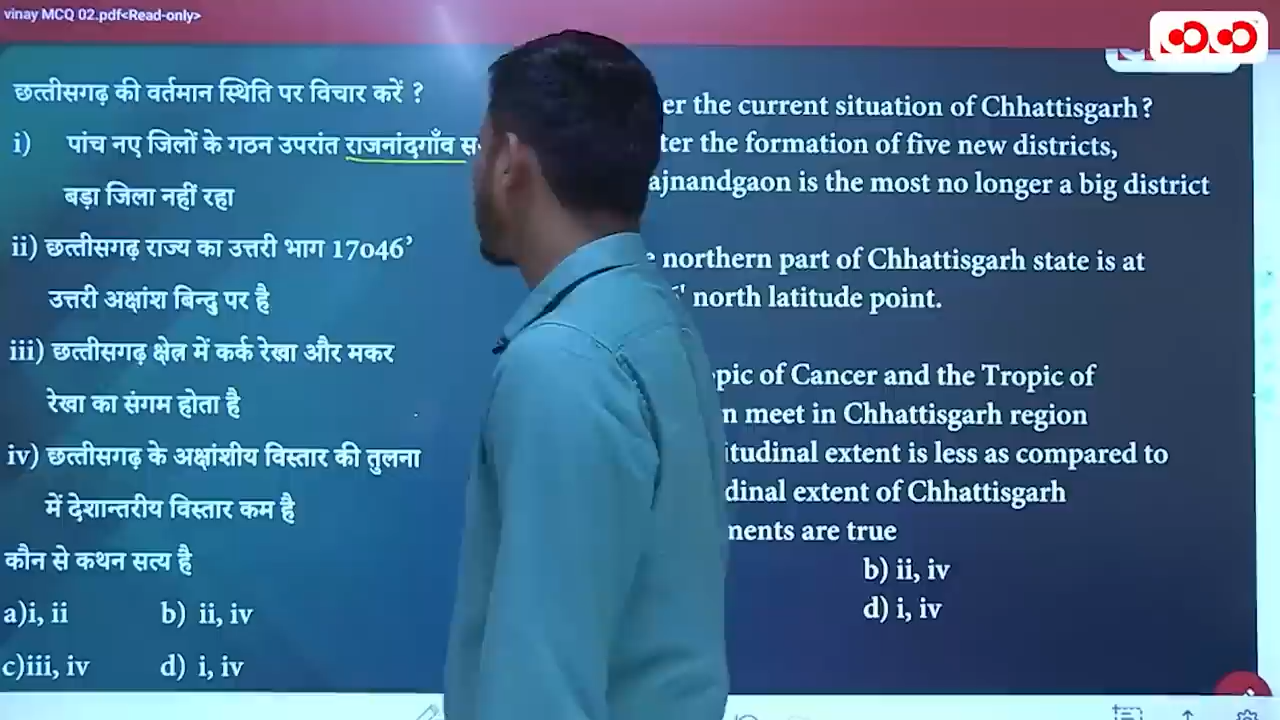 vinay MCQ 02.pdf<Read-only>
छत्तीसगढ़ की वर्तमान स्थिति पर विचार करें ?
i) पांच नए जिलों के गठन उपरांत राजनांदगाँव
बड़ा जिला नहीं रहा
ii) छत्तीसगढ़ राज्य का उत्तरी भाग 17o46’
उत्तरी अक्षांश बिन्दु पर है
iii) छत्तीसगढ़ क्षेत्र में कर्क रेखा और मकर
रेखा का संगम होता है
iv) छत्तीसगढ़ के अक्षांशीय विस्तार की तुलना
में देशान्तरीय विस्तार कम है
कौन से कथन सत्य है
a)i, ii b) ii, iv
c)iii, iv d) i, iv
er the current situation of Chhattisgarh?
ter the formation of five new districts,
ajnandgaon is the most no longer a big district
northern part of Chhattisgarh state is at
' north latitude point.
pic of Cancer and the Tropic of
n meet in Chhattisgarh region
itudinal extent is less as compared to
dinal extent of Chhattisgarh
ments are true
b) ii, iv
d) i, iv